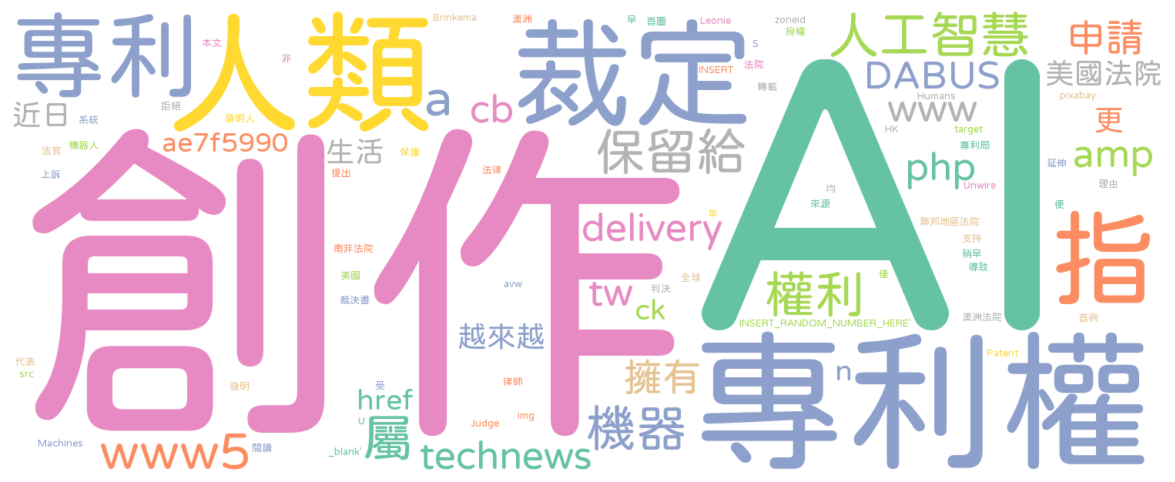 專利
人類
裁定
AI
人工智慧
申請
Brinkema
澳洲
早
首圖
Leonie
zoneid
授權
本文
非
s
INSERT
法院
轉載
DABUS
美國法院
近日
系統
拒絕
發明人
a
cb
www
Humans
pixabay
更
ae7f5990
HK
target
專利局
法官
機器人
生活
保護
保留給
php
延伸
amp
上訴
提出
法律
Unwire
理由
創作
均
來源
便
年
delivery
聯邦地區法院
指
支持
南非法院
稍早
導致
美國
全球
avw
tw
判決
權利
僅
裁決書
ck
INSERT_RANDOM_NUMBER_HERE
澳洲法院
首例
越來越
專利權
Patent
代表
src
發明
受
律師
擁有
n
href
img
U
屬
Judge
機器
Machines
www5
閱讀
_blank'
technews